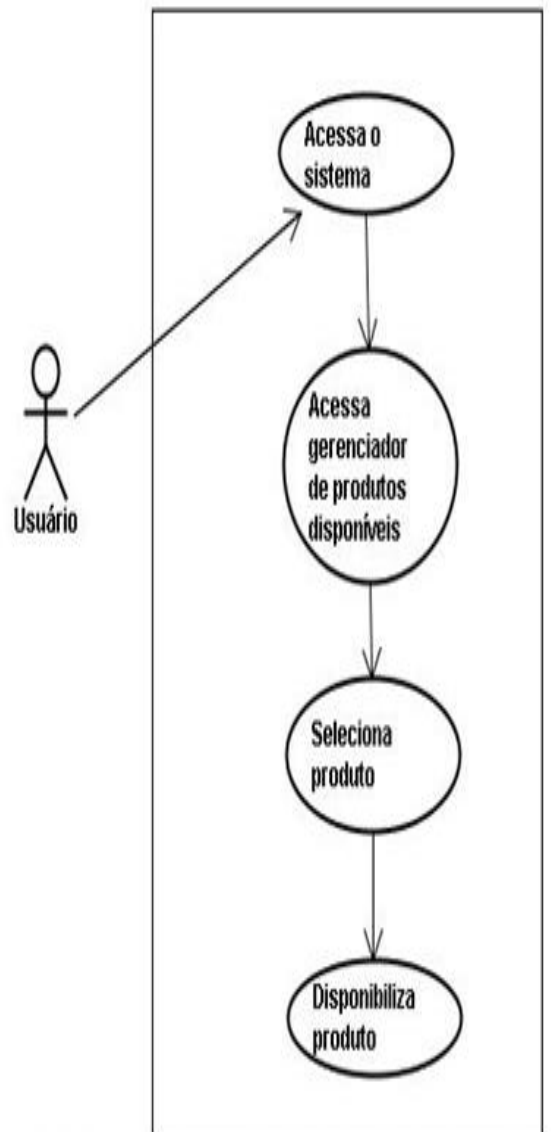 Acessa o
sistema
Acessa
gerenciador
de produtos
disponíveis
Usuário
Seleciona
produto
Disponibiliza
produto